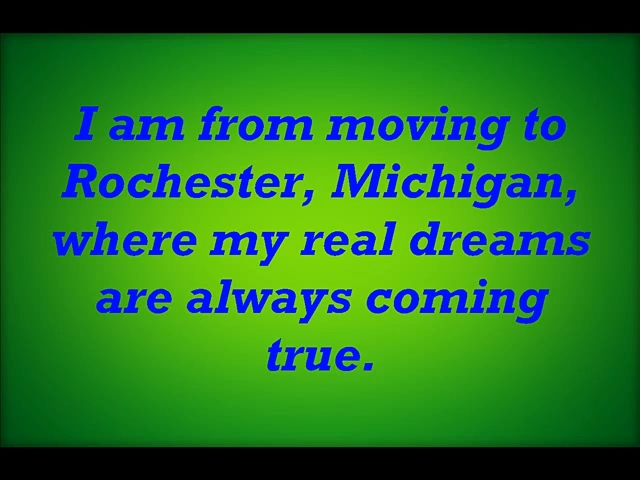 I am from moving to
Rochester, Michigan,
where my real dreams
are always coming
true.